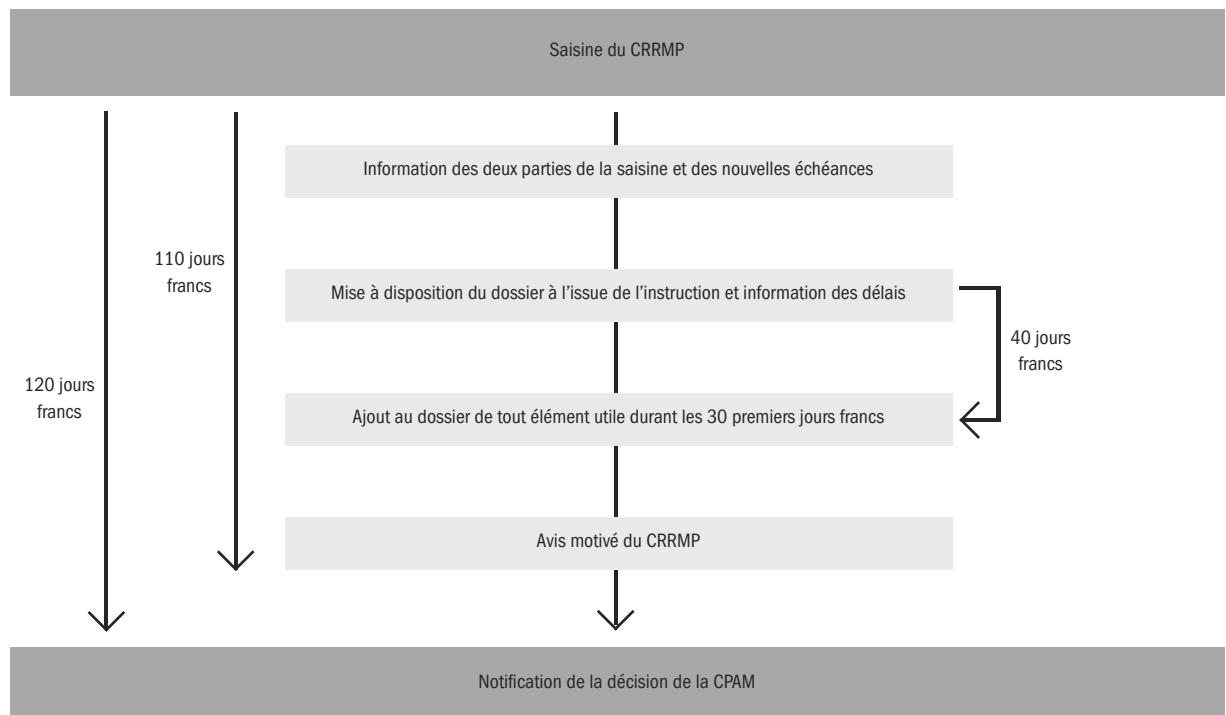 Saisine du CRRMP
Information des deux parties de la saisine et des nouvelles échéances
110 jours
francs
Mise à disposition du dossier à l'issue de l'instruction et information des délais
40 jours
francs
120 jours
francs
Ajout au dossier de tout élément utile durant les 30 premiers jours francs
Avis motivé du CRRMP
Notification de la décision de la CPAM